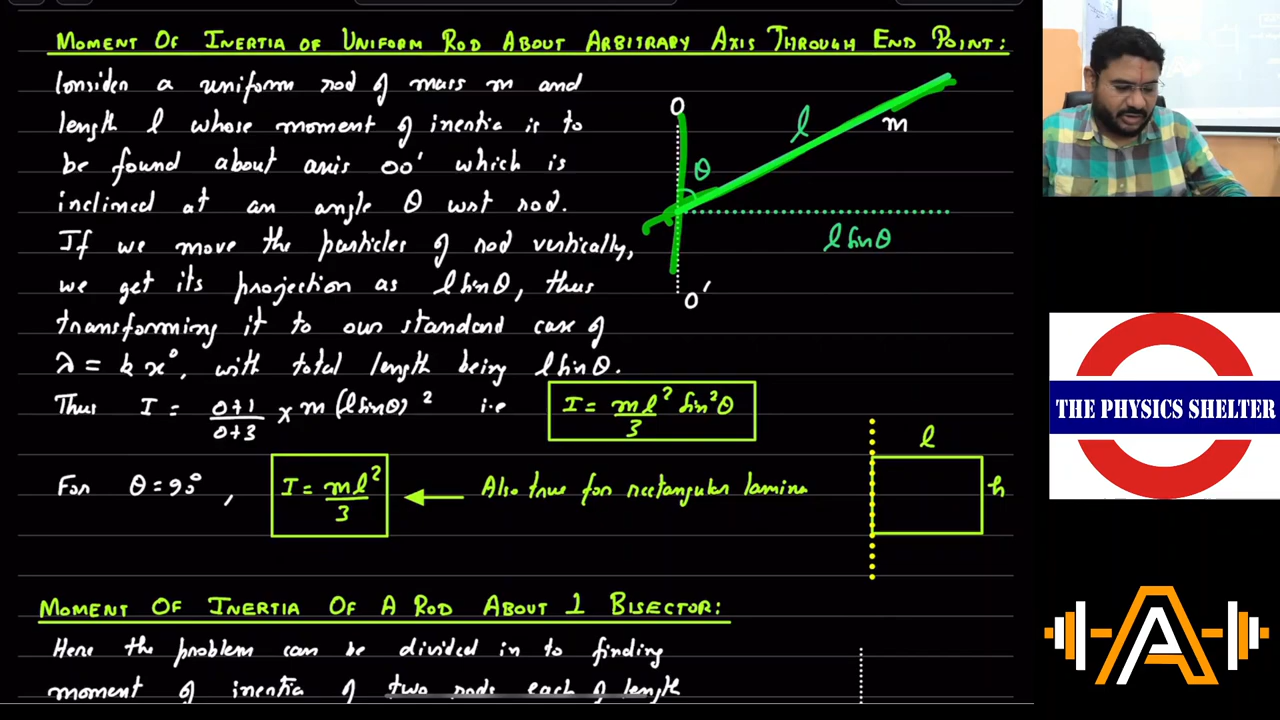 MOMENT OF INERTIA OF UNIFORM ROD ABOUT ARBITRARY AXIS THROUGH END POINT:
Consider a uniform rod of mass m and
length l whose moment of inertia is to
be found about axis OO' which is
inclined at an angle θ wrt rod.
If we move the particles of rod vertically,
we get its projection as l sinθ, thus
transforming it to our standard case of
λ = k x⁰, with total length being l sinθ.
Thus I = 0+1/0+3 × m (l sinθ)² i.e I = ml²/3 sin²θ
For θ = 90°, I = ml²/3 ← Also true for rectangular lamina
O
l
m
θ
l sinθ
O'
l
h
MOMENT OF INERTIA OF A ROD ABOUT ⊥ BISECTOR:
Here the problem can be divided in to finding
moment of inertia of two rods each of length
THE PHYSICS SHELTER
A